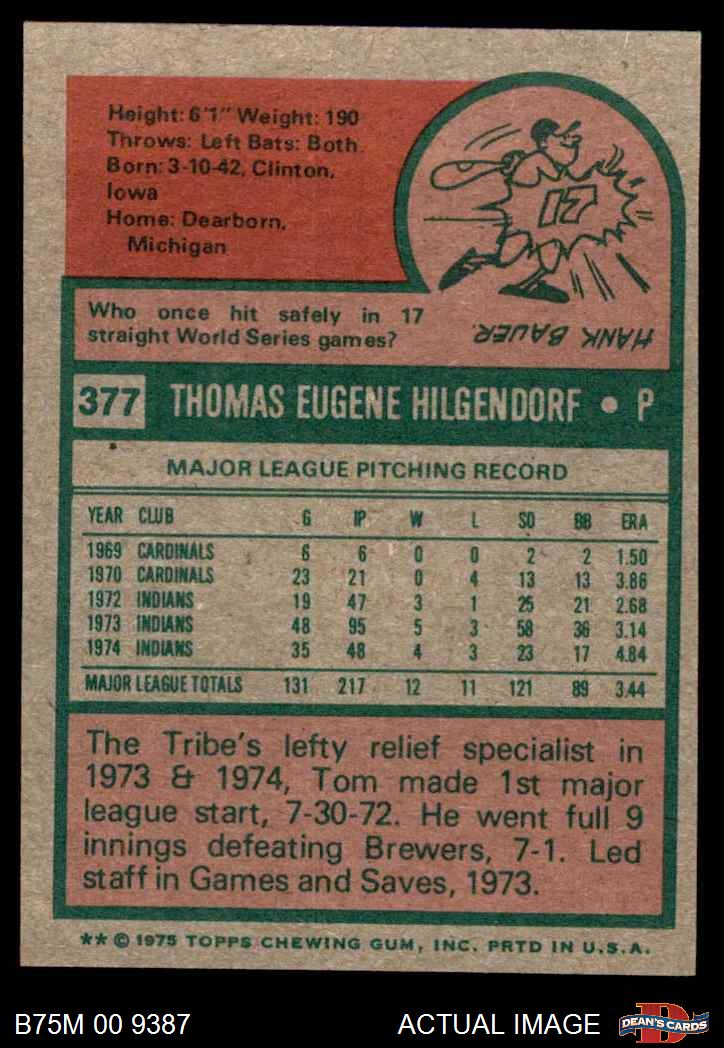 Height: 6'1" Weight: 190
Throws: Left Bats: Both
Born: 3-10-42, Clinton,
Iowa
Home: Dearborn,
Michigan
17
HANK BAUER.
Who once hit safely in 17
straight World Series games?
377 THOMAS EUGENE HILGENDORF • P
MAJOR LEAGUE PITCHING RECORD
YEAR CLUB G IP W L SO BB ERA
1969 CARDINALS 6 6 0 0 2 2 1.50
1970 CARDINALS 23 21 0 4 13 13 3.86
1972 INDIANS 19 47 3 1 25 21 2.68
1973 INDIANS 48 95 5 3 58 36 3.14
1974 INDIANS 35 48 4 3 23 17 4.84
MAJOR LEAGUE TOTALS 131 217 12 11 121 89 3.44
The Tribe's lefty relief specialist in
1973 & 1974, Tom made 1st major
league start, 7-30-72. He went full 9
innings defeating Brewers, 7-1. Led
staff in Games and Saves, 1973.
** © 1975 TOPPS CHEWING GUM, INC. PRTD IN U.S.A.
B75M 00 9387 ACTUAL IMAGE D DEAN'S CARDS